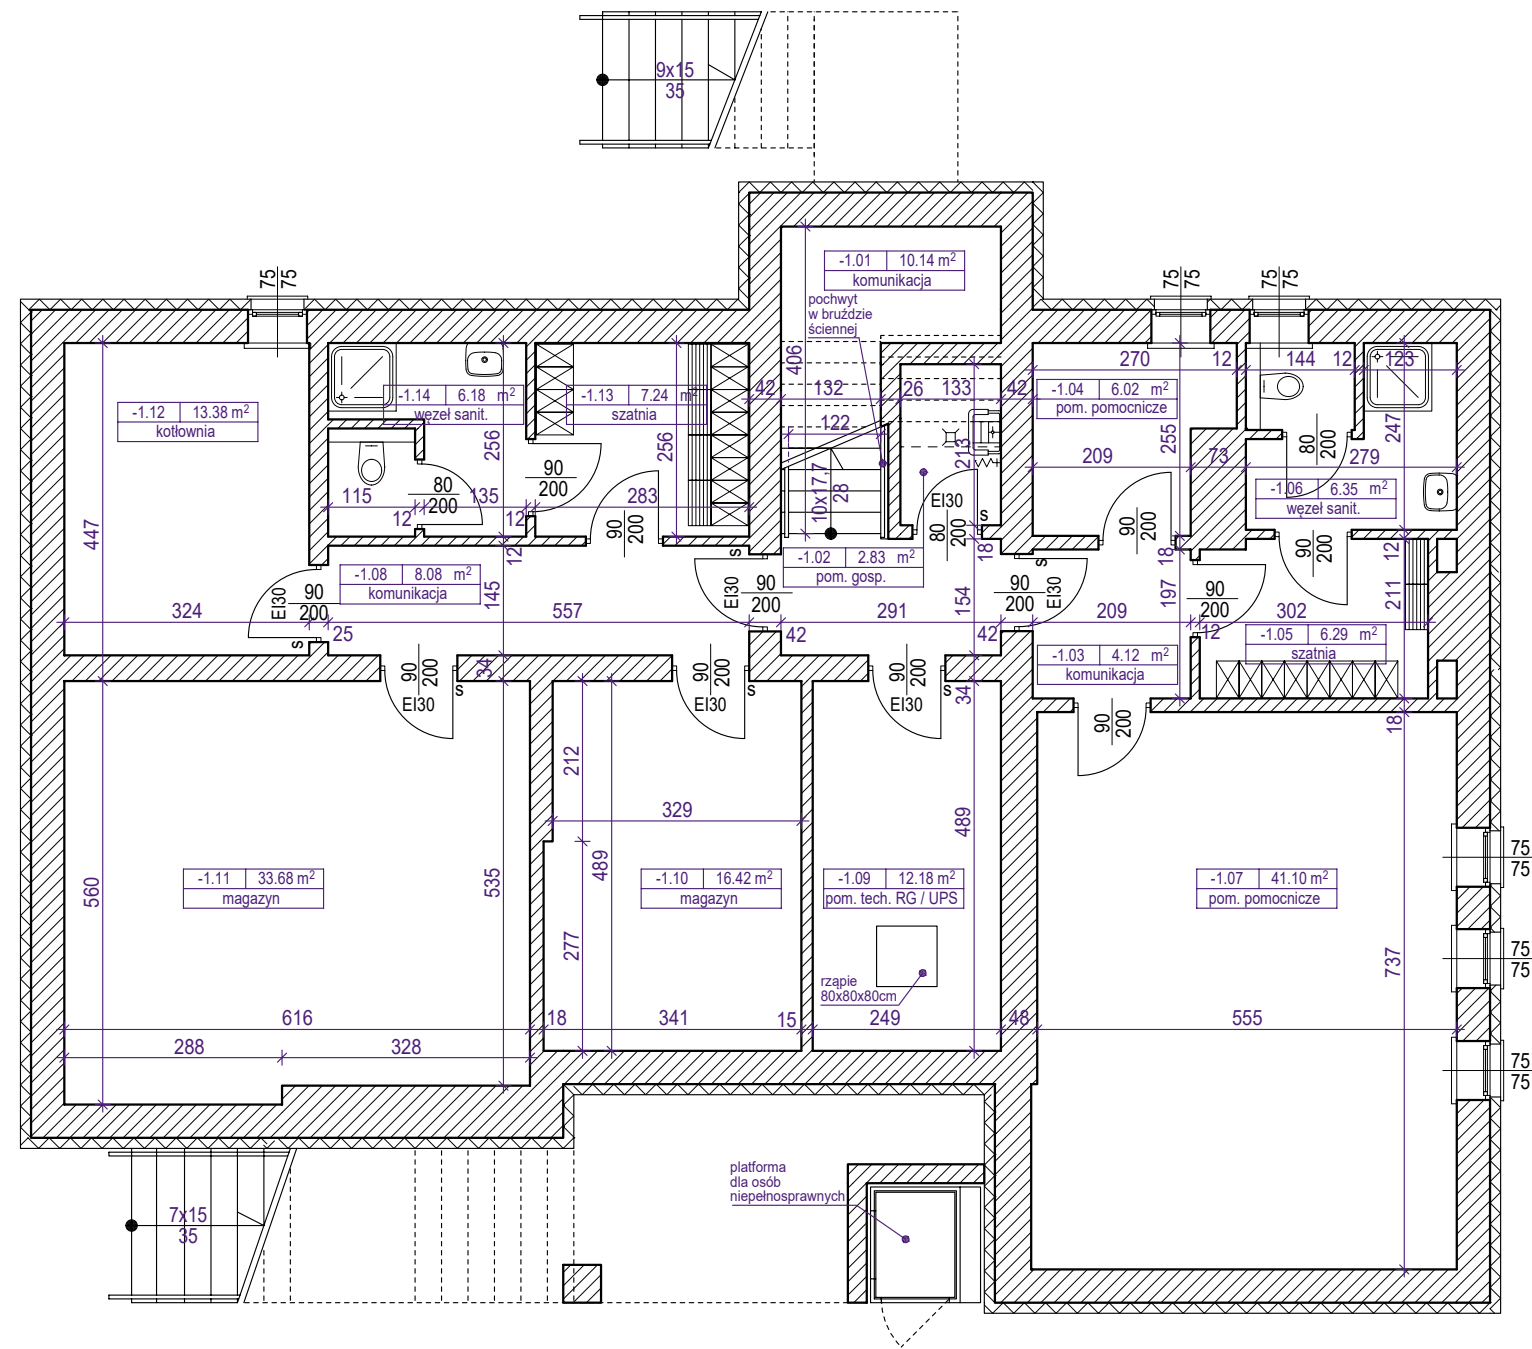 9x15
35
75
75
75
75
75
75
-1.01 10.14 m²
komunikacja
pochwyt
w bruździe
ściennej
447
406
256
256
42
132
26
133
42
122
213
10x17,7
28
-1.12 13.38 m²
kotłownia
-1.14 6.18 m²
węzeł sanit.
-1.13 7.24 m²
szatnia
270
12
144
12
123
-1.04 6.02 m²
pom. pomocnicze
255
247
209
73
279
80
200
-1.06 6.35 m²
węzeł sanit.
115
12
80
200
135
12
90
200
283
90
200
EI30
80
200
S
18
90
200
18
90
200
12
12
-1.02 2.83 m²
pom. gosp.
-1.08 8.08 m²
komunikacja
145
EI30
90
200
S
324
25
557
S
EI30
90
200
42
291
154
42
S
90
200
EI30
209
197
90
200
12
302
211
-1.05 6.29 m²
szatnia
-1.03 4.12 m²
komunikacja
90
200
EI30
S
34
90
200
EI30
S
90
200
EI30
S
34
90
200
18
212
329
489
489
560
535
277
737
-1.11 33.68 m²
magazyn
-1.10 16.42 m²
magazyn
-1.09 12.18 m²
pom. tech. RG / UPS
-1.07 41.10 m²
pom. pomocnicze
75
75
75
75
75
75
rząpie
80x80x80cm
616
18
341
15
249
48
555
288
328
platforma
dla osób
niepełnosprawnych
7x15
35